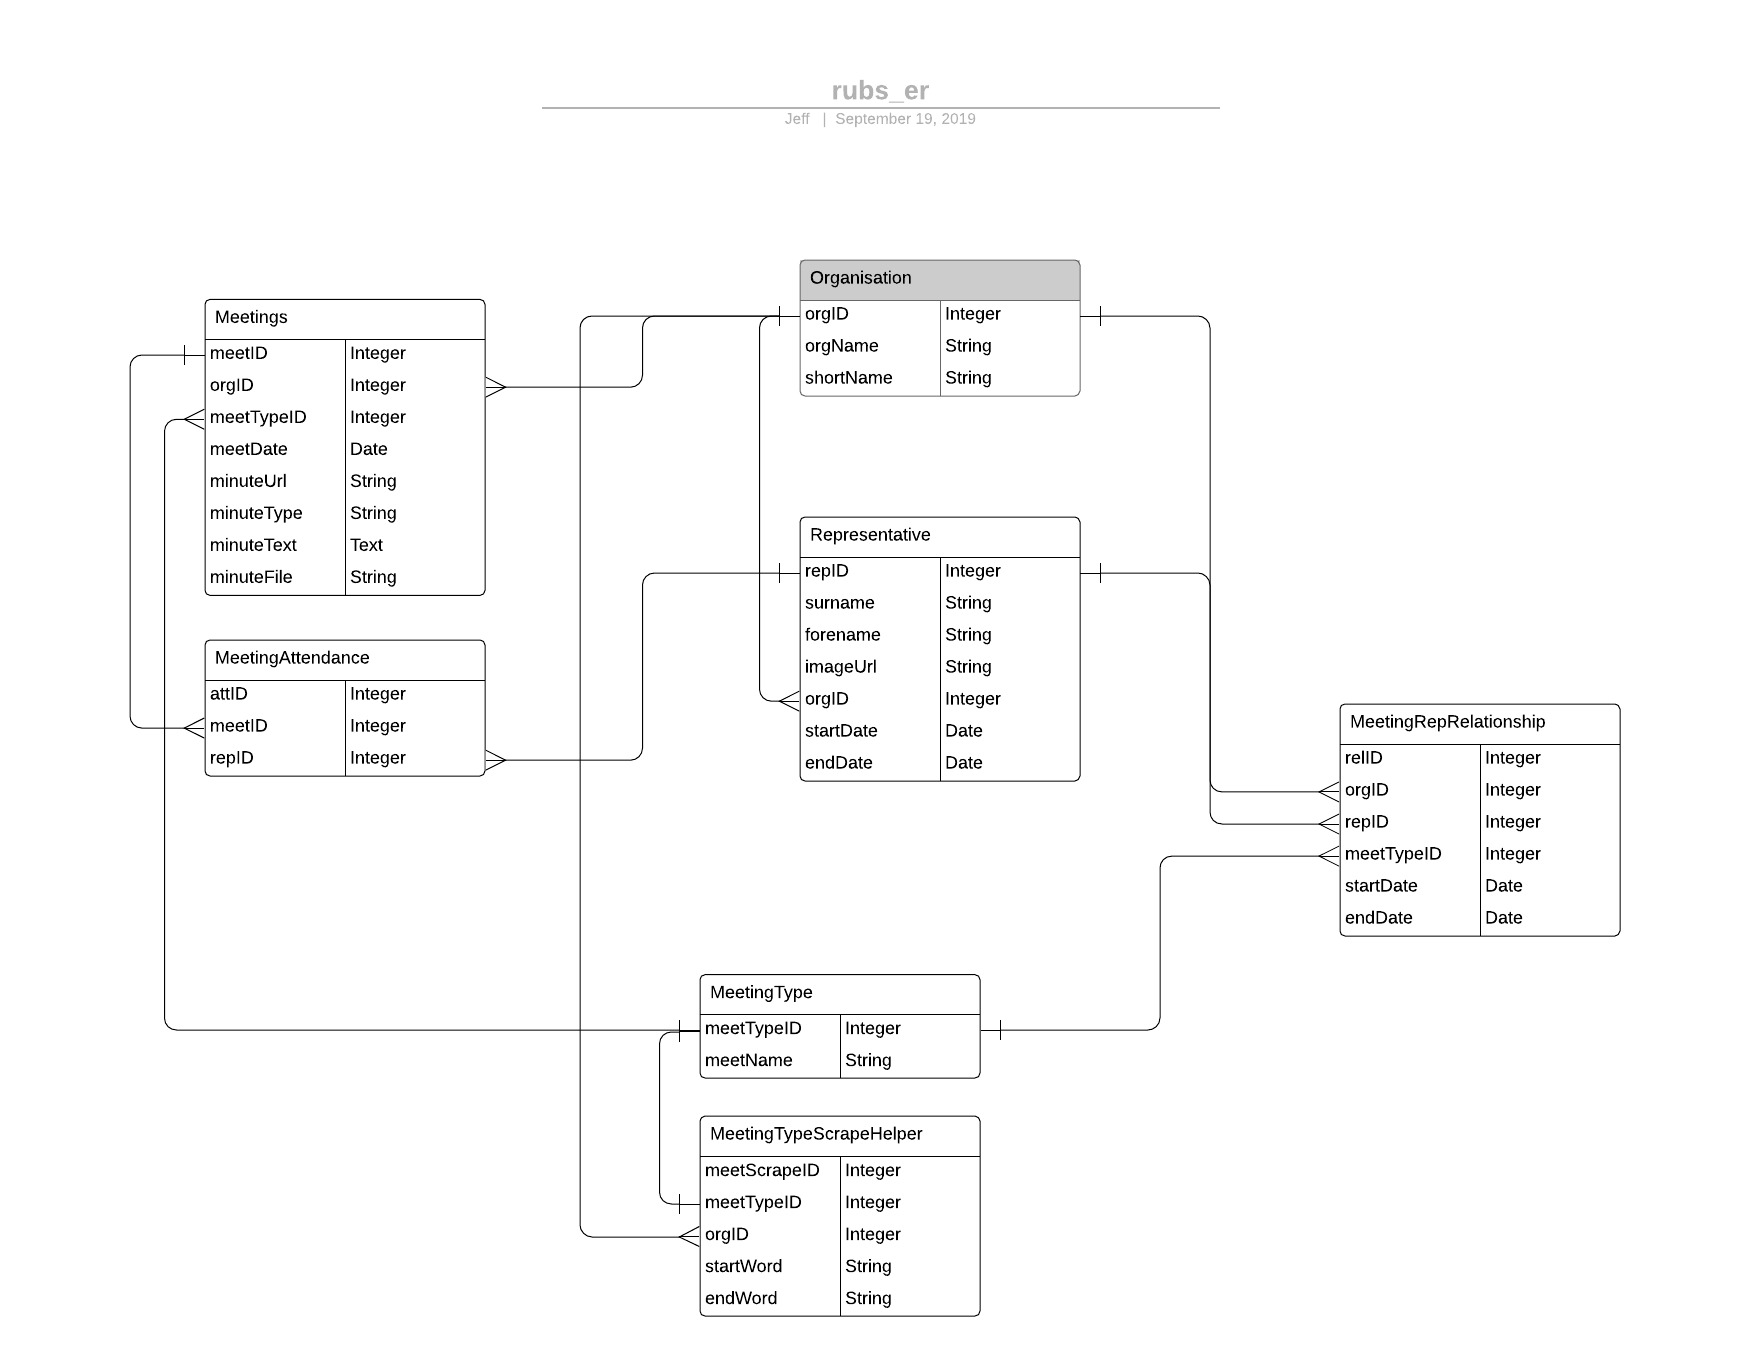 rubs_er
Jeff | September 19, 2019
Organisation
orgID Integer
orgName String
shortName String
Meetings
meetID Integer
orgID Integer
meetTypeID Integer
meetDate Date
minuteUrl String
minuteType String
minuteText Text
minuteFile String
Representative
repID Integer
surname String
forename String
imageUrl String
orgID Integer
startDate Date
endDate Date
MeetingAttendance
attID Integer
meetID Integer
repID Integer
MeetingRepRelationship
relID Integer
orgID Integer
repID Integer
meetTypeID Integer
startDate Date
endDate Date
MeetingType
meetTypeID Integer
meetName String
MeetingTypeScrapeHelper
meetScrapeID Integer
meetTypeID Integer
orgID Integer
startWord String
endWord String